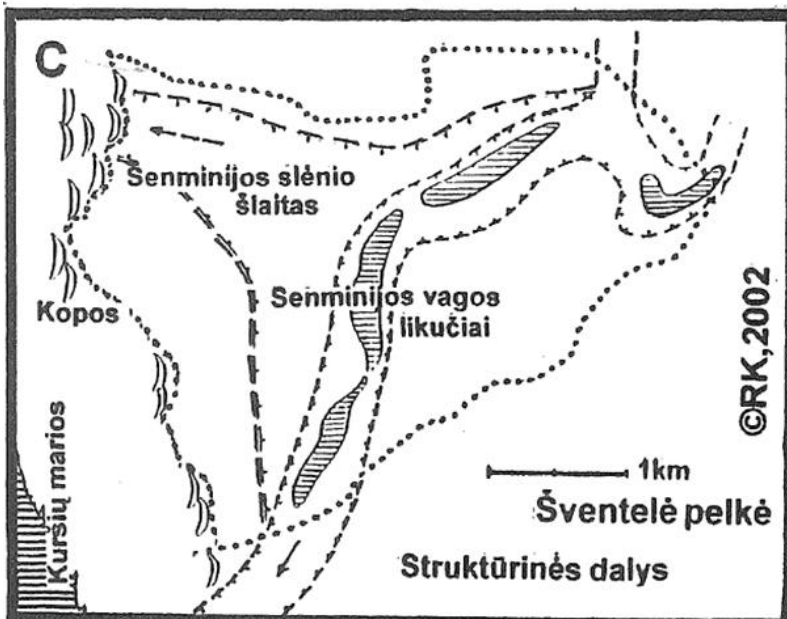 C
Senminijos slėnio
šlaitas
Senminijos vagos
likučiai
Kopos
Kuršių marios
©RK,2002
1km
Šventelė pelkė
Struktūrinės dalys